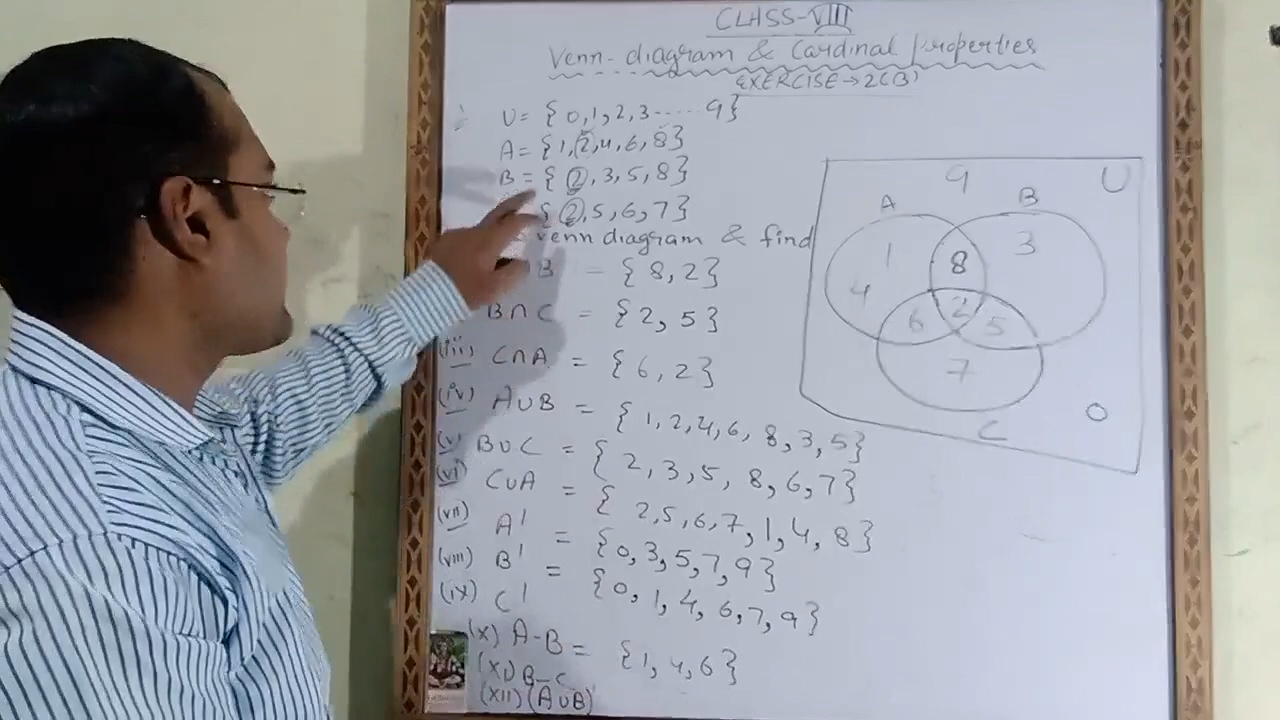 CLASS-VIII
Venn-diagram & Cardinal properties
EXERCISE→2(B)
U = { 0,1,2,3.....9}
A = {1,2,4,6,8}
B = { 2,3,5,8}
{ 2,5,6,7}
venn diagram & find
B = {8,2}
B∩C = {2,5}
(iii) C∩A = {6,2}
(iv) A∪B = {1,2,4,6,8,3,5}
(v) B∪C = {2,3,5,8,6,7}
(vi) C∪A = {2,5,6,7,1,4,8}
(vii) A' = {0,3,5,7,9}
(viii) B' = {0,1,4,6,7,9}
(ix) C'
(x) A-B = {1,4,6}
(xi) B-C
(xii) (A∪B)
9 U
A B
1 8 3
4
6 2 5
7
0
C